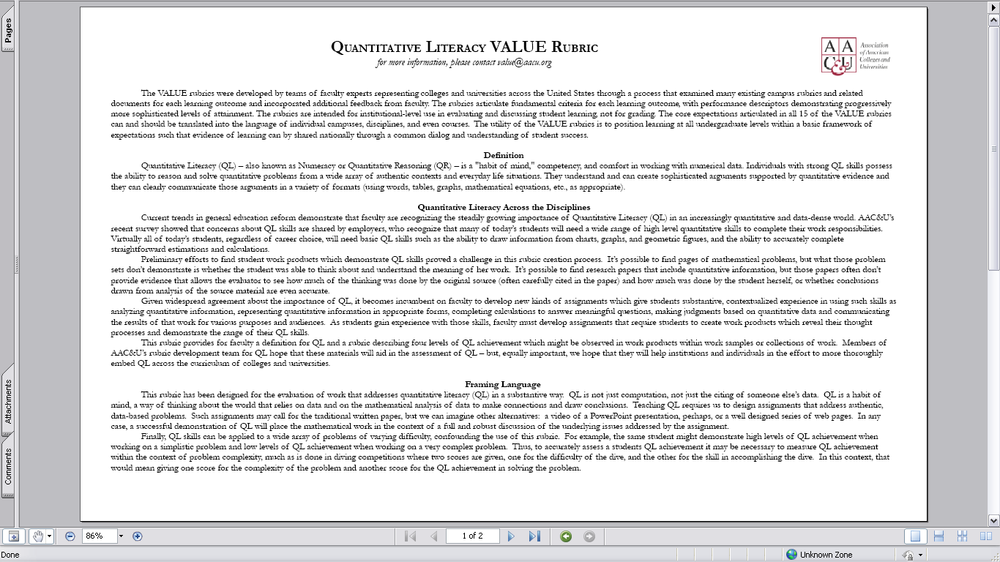 Pages
QUANTITATIVE LITERACY VALUE RUBRIC
for more information, please contact value@aacu.org
A A
C & U
Association
of American
Colleges and
Universities
The VALUE rubrics were developed by teams of faculty experts representing colleges and universities across the United States through a process that examined many existing campus rubrics and related
documents for each learning outcome and incorporated additional feedback from faculty. The rubrics articulate fundamental criteria for each learning outcome, with performance descriptors demonstrating progressively
more sophisticated levels of attainment. The rubrics are intended for institutional-level use in evaluating and discussing student learning, not for grading. The core expectations articulated in all 15 of the VALUE rubrics
can and should be translated into the language of individual campuses, disciplines, and even courses.  The utility of the VALUE rubrics is to position learning at all undergraduate levels within a basic framework of
expectations such that evidence of learning can by shared nationally through a common dialog and understanding of student success.
Definition
Quantitative Literacy (QL) – also known as Numeracy or Quantitative Reasoning (QR) – is a "habit of mind," competency, and comfort in working with numerical data. Individuals with strong QL skills possess
the ability to reason and solve quantitative problems from a wide array of authentic contexts and everyday life situations. They understand and can create sophisticated arguments supported by quantitative evidence and
they can clearly communicate those arguments in a variety of formats (using words, tables, graphs, mathematical equations, etc., as appropriate).
Quantitative Literacy Across the Disciplines
Current trends in general education reform demonstrate that faculty are recognizing the steadily growing importance of Quantitative Literacy (QL) in an increasingly quantitative and data-dense world. AAC&U's
recent survey showed that concerns about QL skills are shared by employers, who recognize that many of today's students will need a wide range of high level quantitative skills to complete their work responsibilities.
Virtually all of today's students, regardless of career choice, will need basic QL skills such as the ability to draw information from charts, graphs, and geometric figures, and the ability to accurately complete
straightforward estimations and calculations.
Preliminary efforts to find student work products which demonstrate QL skills proved a challenge in this rubric creation process.  It's possible to find pages of mathematical problems, but what those problem
sets don't demonstrate is whether the student was able to think about and understand the meaning of her work.  It's possible to find research papers that include quantitative information, but those papers often don't
provide evidence that allows the evaluator to see how much of the thinking was done by the original source (often carefully cited in the paper) and how much was done by the student herself, or whether conclusions
drawn from analysis of the source material are even accurate.
Given widespread agreement about the importance of QL, it becomes incumbent on faculty to develop new kinds of assignments which give students substantive, contextualized experience in using such skills as
analyzing quantitative information, representing quantitative information in appropriate forms, completing calculations to answer meaningful questions, making judgments based on quantitative data and communicating
the results of that work for various purposes and audiences.  As students gain experience with those skills, faculty must develop assignments that require students to create work products which reveal their thought
processes and demonstrate the range of their QL skills.
This rubric provides for faculty a definition for QL and a rubric describing four levels of QL achievement which might be observed in work products within work samples or collections of work.  Members of
AAC&U's rubric development team for QL hope that these materials will aid in the assessment of QL – but, equally important, we hope that they will help institutions and individuals in the effort to more thoroughly
embed QL across the curriculum of colleges and universities.
Framing Language
This rubric has been designed for the evaluation of work that addresses quantitative literacy (QL) in a substantive way.  QL is not just computation, not just the citing of someone else's data.  QL is a habit of
mind, a way of thinking about the world that relies on data and on the mathematical analysis of data to make connections and draw conclusions.  Teaching QL requires us to design assignments that address authentic,
data-based problems.  Such assignments may call for the traditional written paper, but we can imagine other alternatives:  a video of a PowerPoint presentation, perhaps, or a well designed series of web pages.  In any
case, a successful demonstration of QL will place the mathematical work in the context of a full and robust discussion of the underlying issues addressed by the assignment.
Finally, QL skills can be applied to a wide array of problems of varying difficulty, confounding the use of this rubric.  For example, the same student might demonstrate high levels of QL achievement when
working on a simplistic problem and low levels of QL achievement when working on a very complex problem.  Thus, to accurately assess a students QL achievement it may be necessary to measure QL achievement
within the context of problem complexity, much as is done in diving competitions where two scores are given, one for the difficulty of the dive, and the other for the skill in accomplishing the dive.  In this context, that
would mean giving one score for the complexity of the problem and another score for the QL achievement in solving the problem.
Attachments
Comments
86%
1 of 2
Done
Unknown Zone